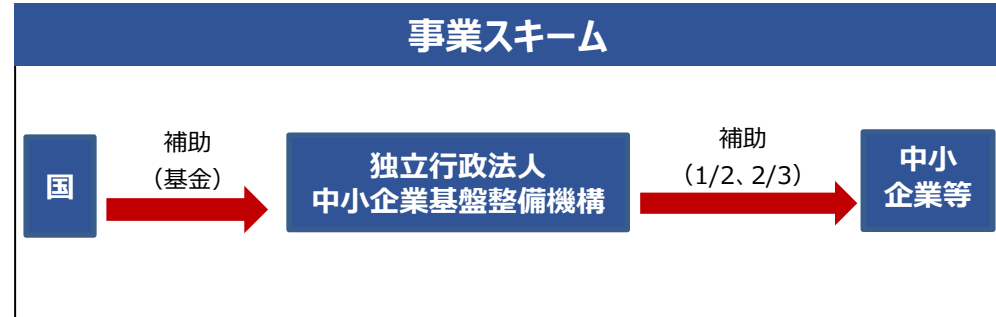 事業スキーム
国
補助
（基金）
独立行政法人
中小企業基盤整備機構
補助
（1/2、2/3）
中小
企業等